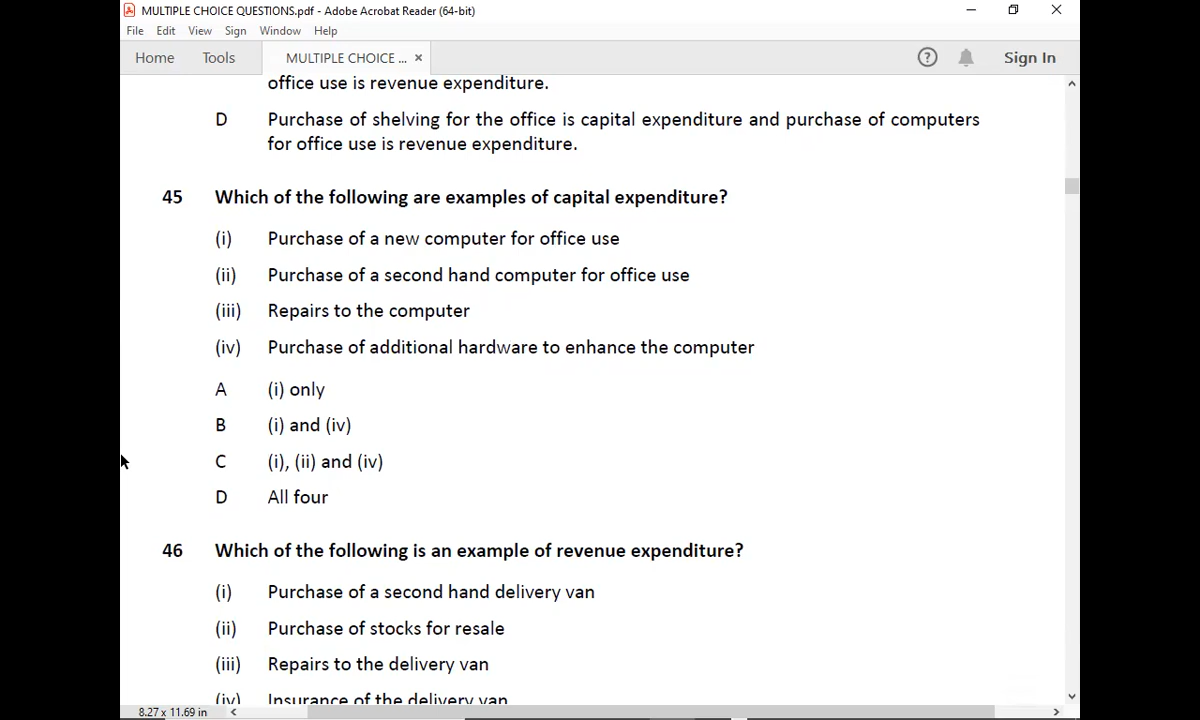 MULTIPLE CHOICE QUESTIONS.pdf - Adobe Acrobat Reader (64-bit)
File Edit View Sign Window Help
Home Tools MULTIPLE CHOICE ... × ? Sign In
office use is revenue expenditure.
D Purchase of shelving for the office is capital expenditure and purchase of computers
for office use is revenue expenditure.
45 Which of the following are examples of capital expenditure?
(i) Purchase of a new computer for office use
(ii) Purchase of a second hand computer for office use
(iii) Repairs to the computer
(iv) Purchase of additional hardware to enhance the computer
A (i) only
B (i) and (iv)
C (i), (ii) and (iv)
D All four
46 Which of the following is an example of revenue expenditure?
(i) Purchase of a second hand delivery van
(ii) Purchase of stocks for resale
(iii) Repairs to the delivery van
(iv) Insurance of the delivery van
8.27 x 11.69 in